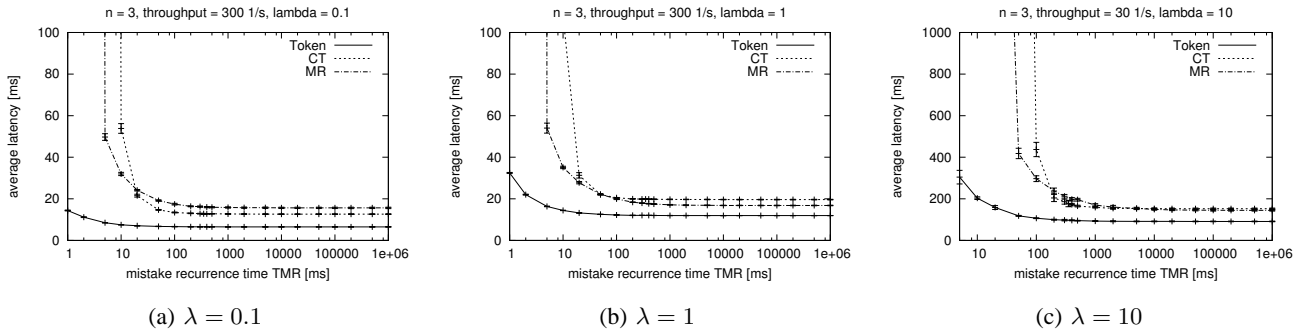 n = 3, throughput = 300 1/s, lambda = 0.1
100
80
60
40
20
0
average latency [ms]
Token
CT
MR
1 10 100 1000 10000 100000 1e+06
mistake recurrence time TMR [ms]
(a) λ = 0.1
n = 3, throughput = 300 1/s, lambda = 1
100
80
60
40
20
0
average latency [ms]
Token
CT
MR
1 10 100 1000 10000 100000 1e+06
mistake recurrence time TMR [ms]
(b) λ = 1
n = 3, throughput = 30 1/s, lambda = 10
1000
800
600
400
200
0
average latency [ms]
Token
CT
MR
10 100 1000 10000 100000 1e+06
mistake recurrence time TMR [ms]
(c) λ = 10